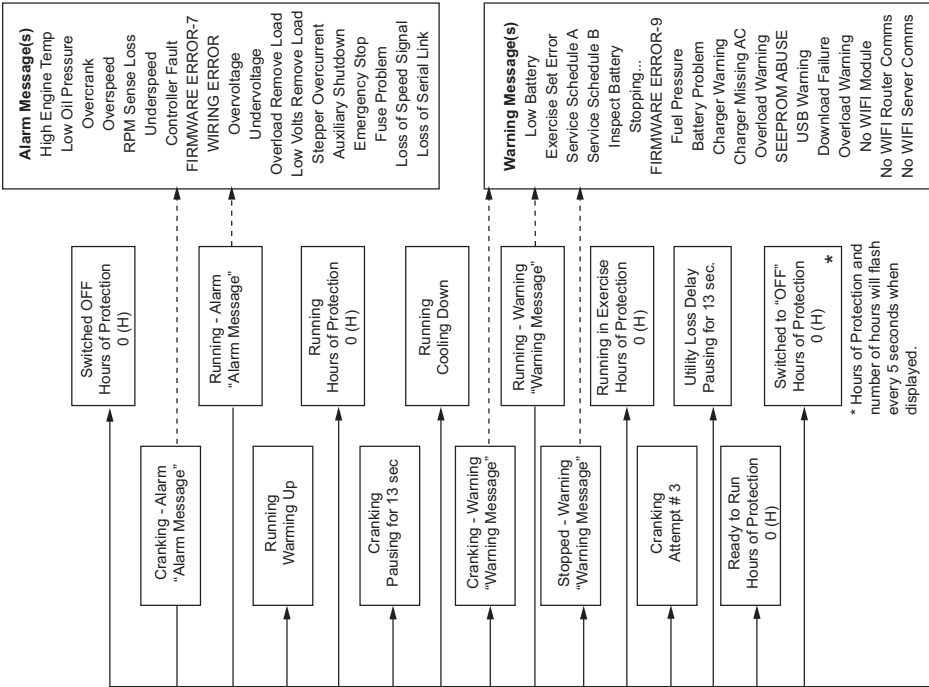 Alarm Message(s)
High Engine Temp
Low Oil Pressure
Overcrank
Overspeed
RPM Sense Loss
Underspeed
Controller Fault
FIRMWARE ERROR-7
WIRING ERROR
Overvoltage
Undervoltage
Overload Remove Load
Low Volts Remove Load
Stepper Overcurrent
Auxiliary Shutdown
Emergency Stop
Fuse Problem
Loss of Speed Signal
Loss of Serial Link
Warning Message(s)
Low Battery
Exercise Set Error
Service Schedule A
Service Schedule B
Inspect Battery
Stopping...
FIRMWARE ERROR-9
Fuel Pressure
Battery Problem
Charger Warning
Charger Missing AC
Overload Warning
SEEPROM ABUSE
USB Warning
Download Failure
Overload Warning
No WIFI Module
No WIFI Router Comms
No WIFI Server Comms
Switched OFF
Hours of Protection
0 (H)
Running - Alarm
“Alarm Message”
Running
Hours of Protection
0 (H)
Running
Cooling Down
Running - Warning
“Warning Message”
Running in Exercise
Hours of Protection
0 (H)
Utility Loss Delay
Pausing for 13 sec.
Switched to “OFF”
Hours of Protection
0 (H)
*
* Hours of Protection and
number of hours will flash
every 5 seconds when
displayed.
Cranking - Alarm
“Alarm Message”
Running
Warming Up
Cranking
Pausing for 13 sec
Cranking - Warning
“Warning Message”
Stopped - Warning
“Warning Message”
Cranking
Attempt # 3
Ready to Run
Hours of Protection
0 (H)